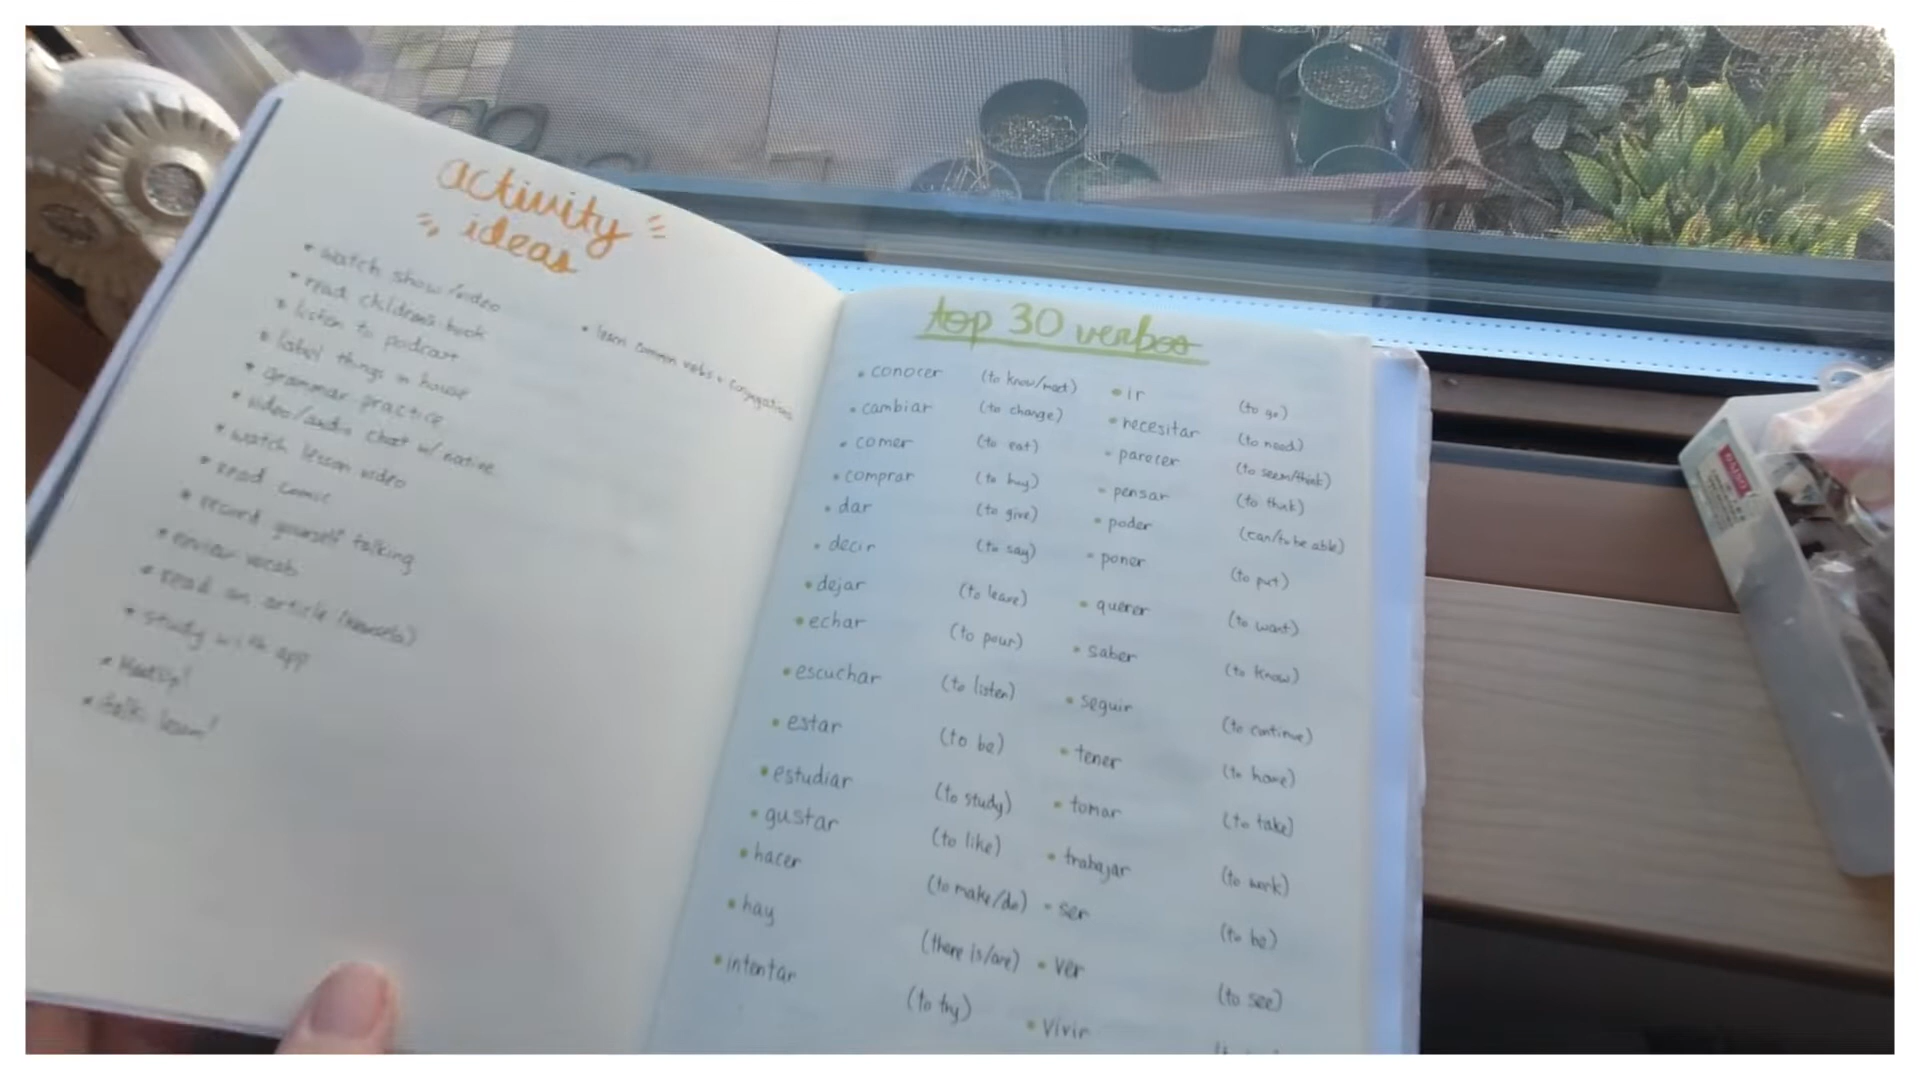 activity
ideas
* watch show/video
* read children's book
* listen to podcast
* label things in house
* grammar practice
* video/audio chat w/ native
* watch lesson video
* read comic
* record yourself talking
* review vocab
* read an article
* study with app
* italki lesson!
• learn common verbs + conjugations
top 30 verbos
• conocer (to know/meet)
• cambiar (to change)
• comer (to eat)
• comprar (to buy)
• dar (to give)
• decir (to say)
• dejar (to leave)
• echar (to pour)
• escuchar (to listen)
• estar (to be)
• estudiar (to study)
• gustar (to like)
• hacer (to make/do)
• hay (there is/are)
• intentar (to try)
• ir (to go)
• necesitar (to need)
• parecer (to seem/think)
• pensar (to think)
• poder (can/to be able)
• poner (to put)
• querer (to want)
• saber (to know)
• seguir (to continue)
• tener (to have)
• tomar (to take)
• trabajar (to work)
• ser (to be)
• ver (to see)
• vivir